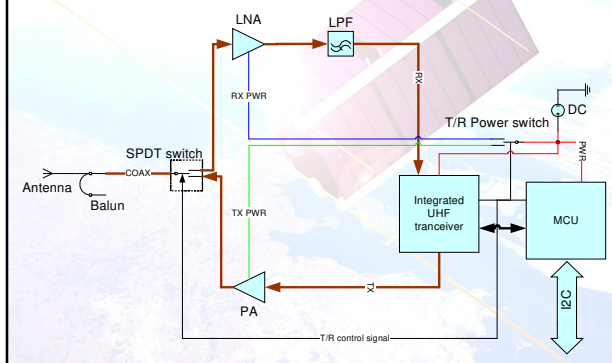 LNA
LPF
RX
RX PWR
DC
T/R Power switch
PWR
SPDT switch
COAX
Antenna
Balun
TX PWR
Integrated
UHF
tranceiver
MCU
TX
PA
I2C
T/R control signal